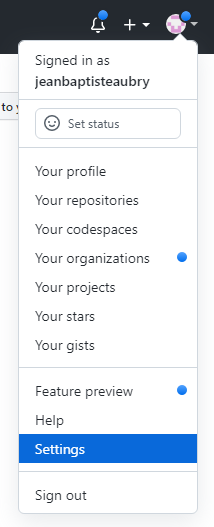 Signed in as
jeanbaptisteaubry
to
Set status
Your profile
Your repositories
Your codespaces
Your organizations
Your projects
Your stars
Your gists
Feature preview
Help
Settings
Sign out